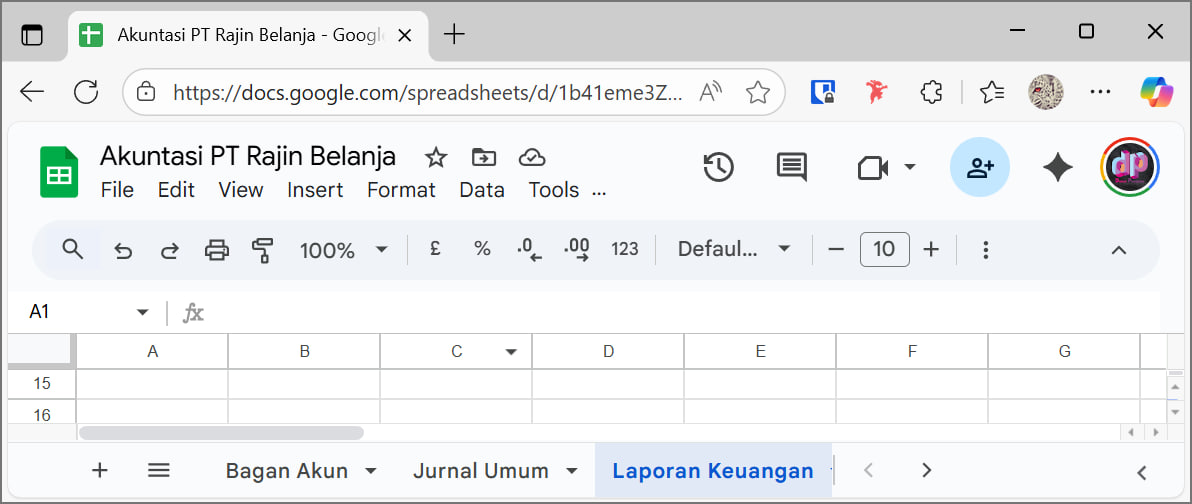 Akuntasi PT Rajin Belanja - Google
https://docs.google.com/spreadsheets/d/1b41eme3Z...
Akuntasi PT Rajin Belanja
File Edit View Insert Format Data Tools ...
100% £ % .0 .00 123 Defaul... 10
A1 fx
A B C D E F G
15
16
Bagan Akun Jurnal Umum Laporan Keuangan